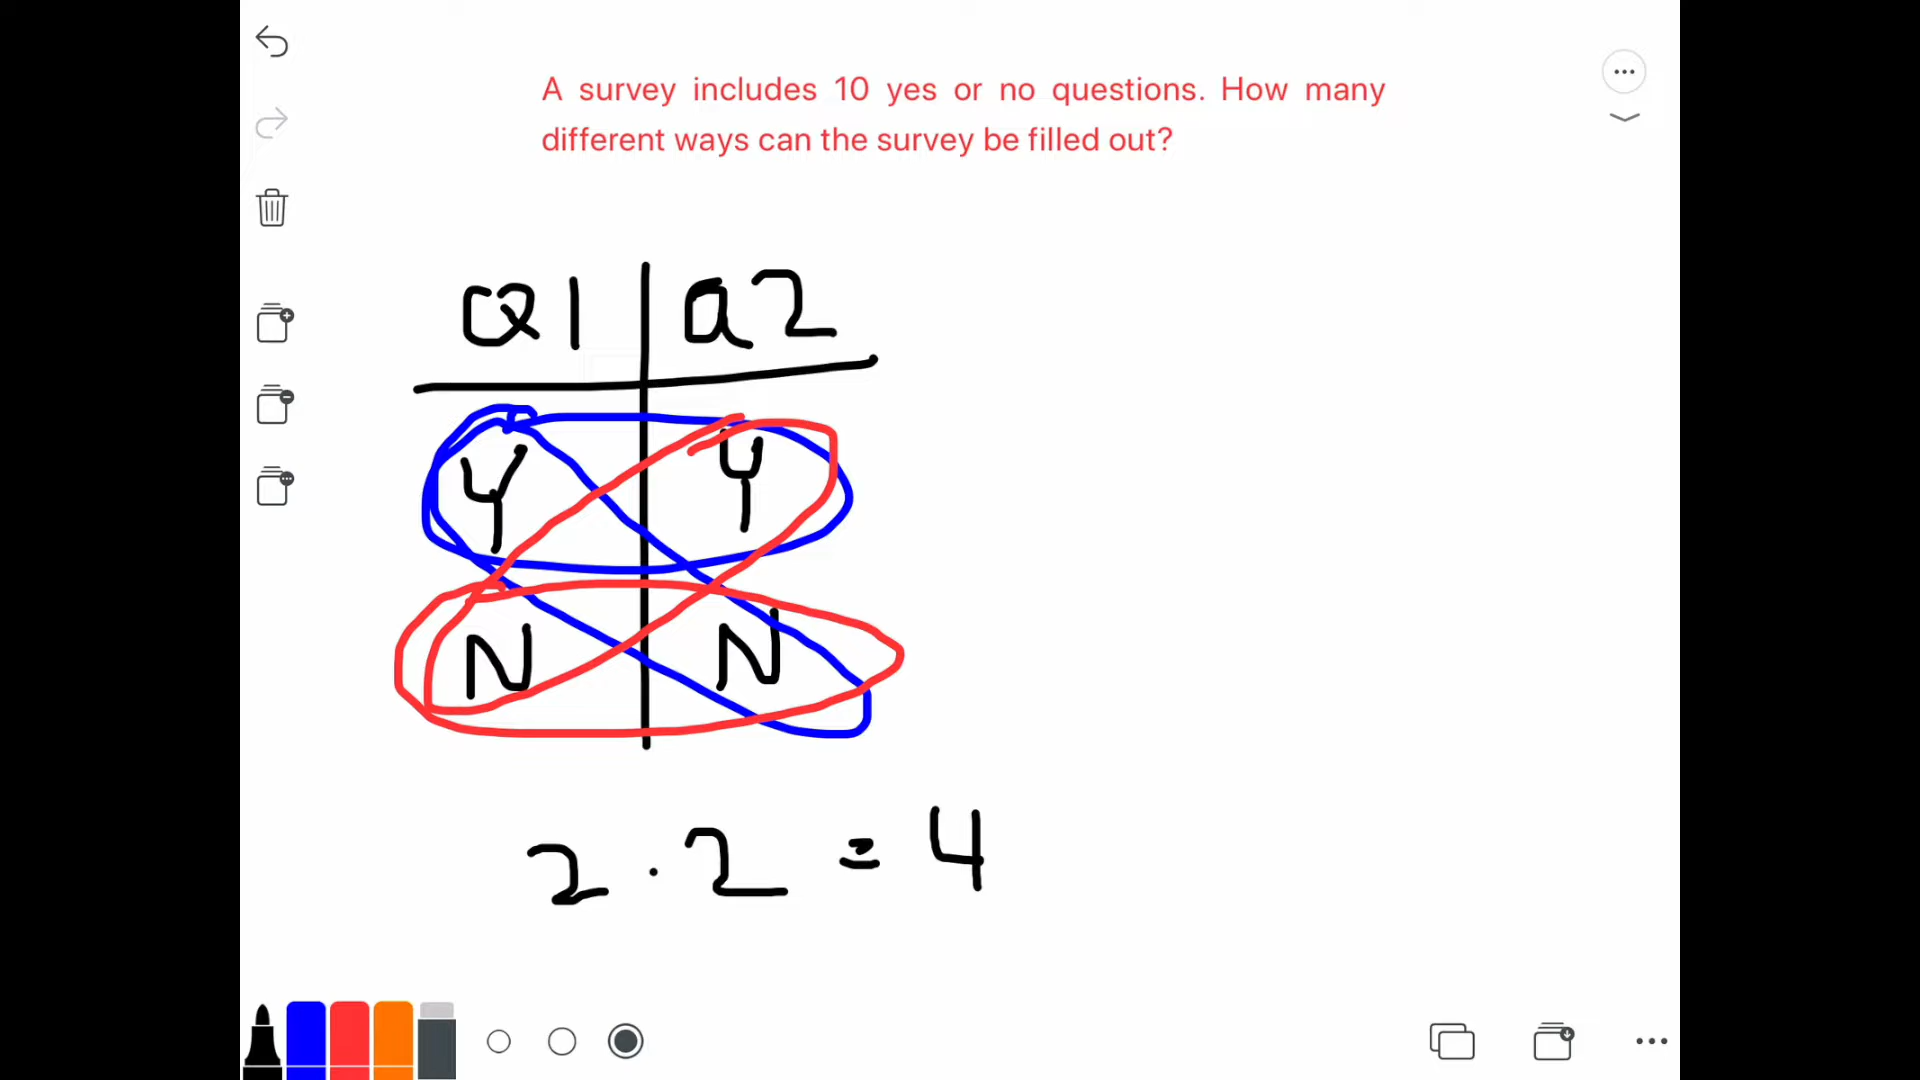 A survey includes 10 yes or no questions. How many
different ways can the survey be filled out?
Q1 Q2
Y Y
N N
2 · 2 = 4